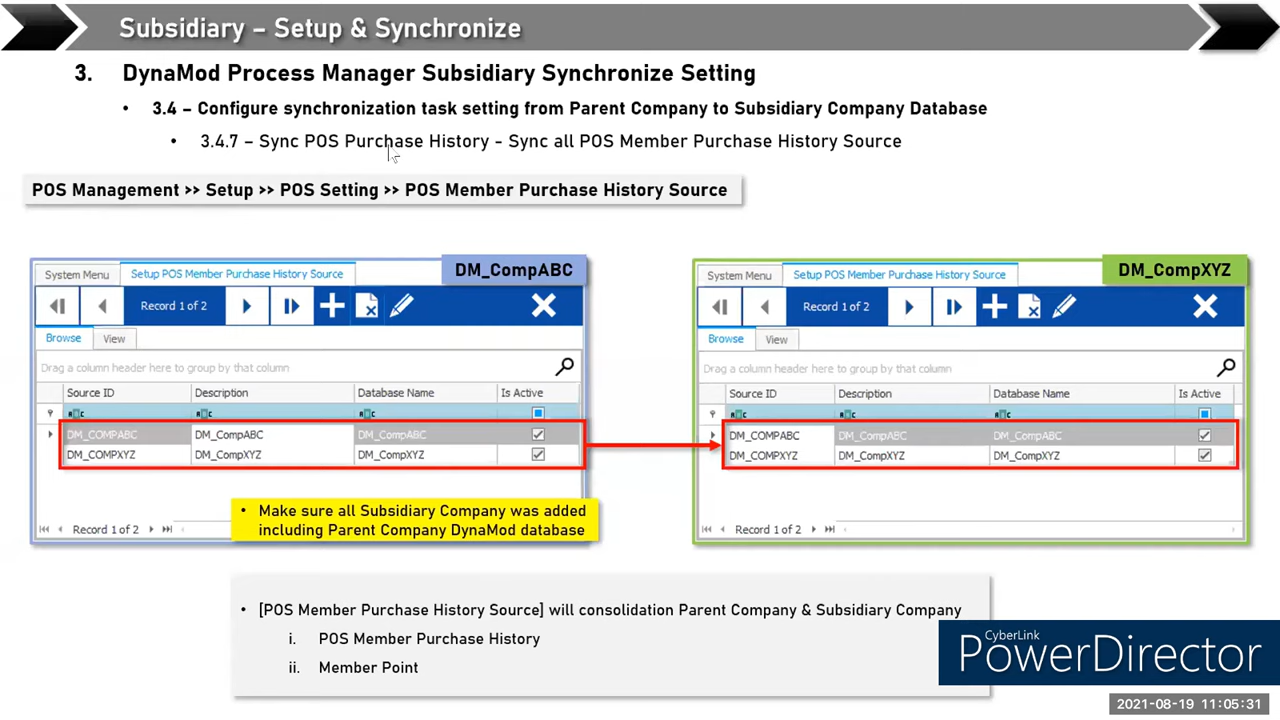 Subsidiary – Setup & Synchronize
3. DynaMod Process Manager Subsidiary Synchronize Setting
• 3.4 – Configure synchronization task setting from Parent Company to Subsidiary Company Database
• 3.4.7 – Sync POS Purchase History - Sync all POS Member Purchase History Source
POS Management >> Setup >> POS Setting >> POS Member Purchase History Source
DM_CompABC
System Menu Setup POS Member Purchase History Source
Record 1 of 2
Browse View
Drag a column header here to group by that column
Source ID Description Database Name Is Active
DM_COMPABC DM_CompABC DM_CompABC
DM_COMPXYZ DM_CompXYZ DM_CompXYZ
Record 1 of 2
• Make sure all Subsidiary Company was added
including Parent Company DynaMod database
DM_CompXYZ
System Menu Setup POS Member Purchase History Source
Record 1 of 2
Browse View
Drag a column header here to group by that column
Source ID Description Database Name Is Active
DM_COMPABC DM_CompABC DM_CompABC
DM_COMPXYZ DM_CompXYZ DM_CompXYZ
Record 1 of 2
• [POS Member Purchase History Source] will consolidation Parent Company & Subsidiary Company
i. POS Member Purchase History
ii. Member Point
CyberLink
PowerDirector
2021-08-19 11:05:31